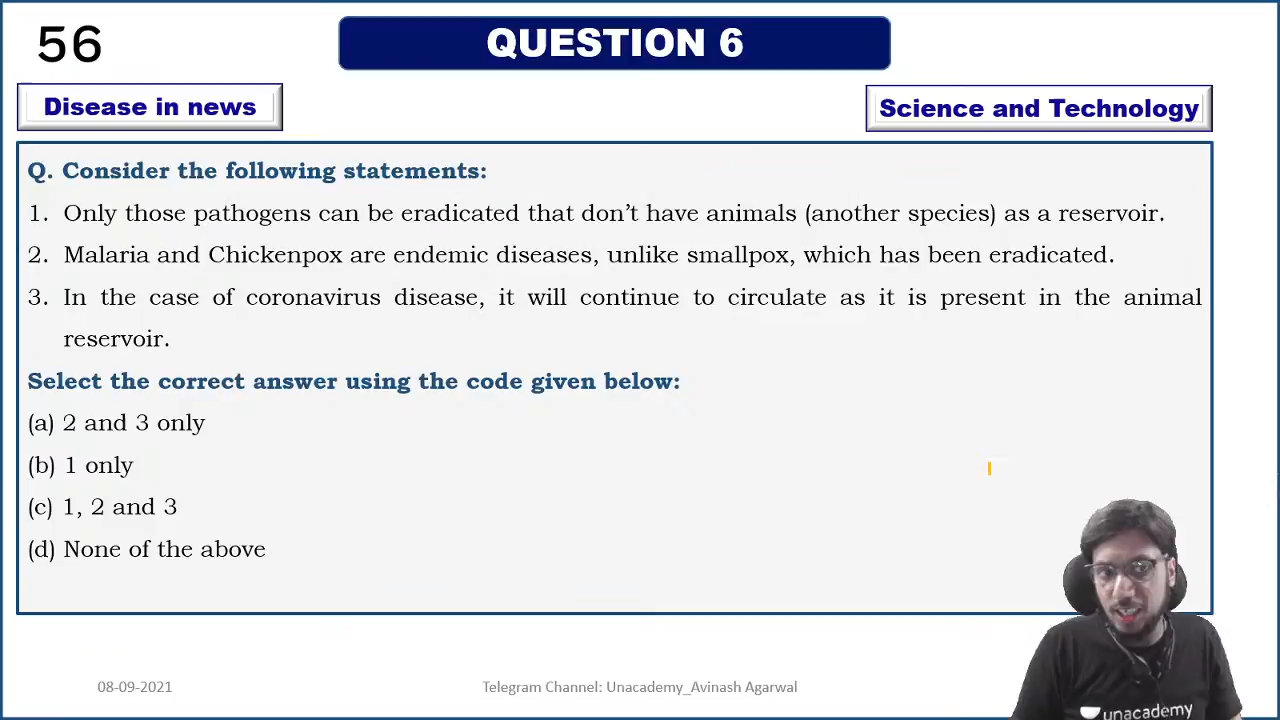 56
QUESTION 6
Disease in news
Science and Technology
Q. Consider the following statements:
1. Only those pathogens can be eradicated that don't have animals (another species) as a reservoir.
2. Malaria and Chickenpox are endemic diseases, unlike smallpox, which has been eradicated.
3. In the case of coronavirus disease, it will continue to circulate as it is present in the animal
reservoir.
Select the correct answer using the code given below:
(a) 2 and 3 only
(b) 1 only
(c) 1, 2 and 3
(d) None of the above
08-09-2021
Telegram Channel: Unacademy_Avinash Agarwal
unacademy